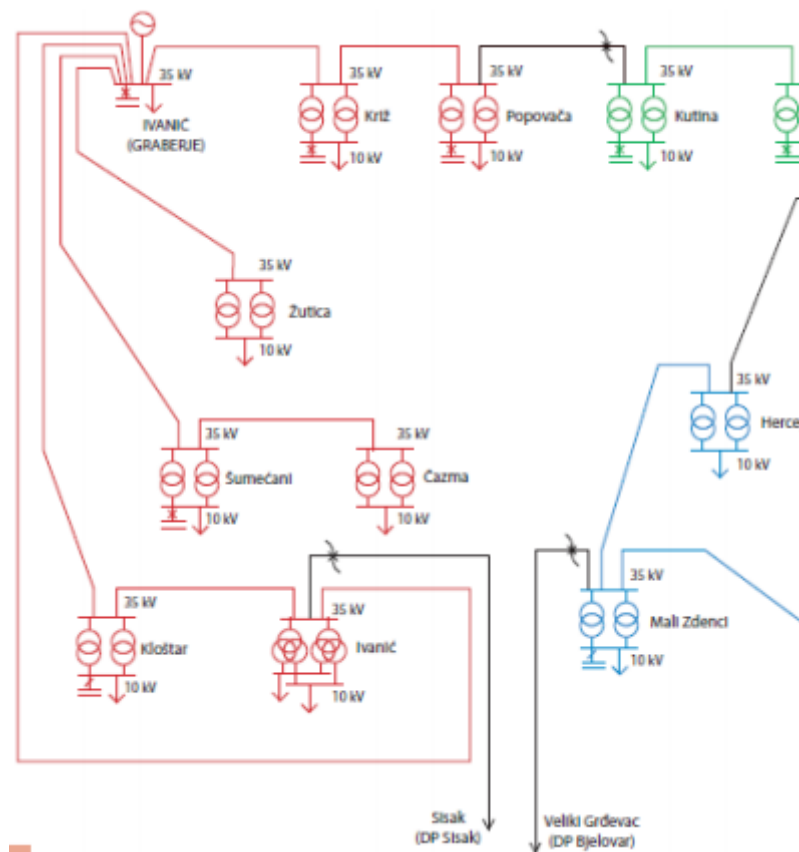 35 kV
IVANIĆ
(GRABERJE)
35 kV
Križ
10 kV
35 kV
Popovača
10 kV
35 kV
Kutina
10 kV
35 kV
Žutica
10 kV
35 kV
Herce
10 kV
35 kV
Šumećani
10 kV
35 kV
Čazma
10 kV
35 kV
Kloštar
10 kV
35 kV
Ivanić
10 kV
35 kV
Mali Zdenci
10 kV
Sisak
(DP Sisak)
Veliki Grđevac
(DP Bjelovar)